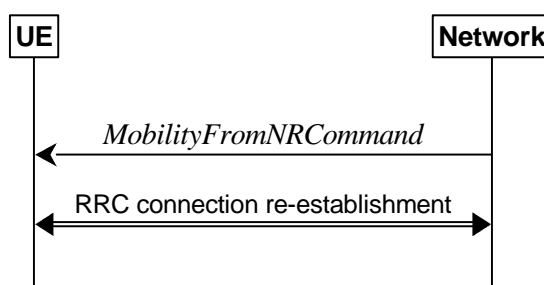 UE
Network
MobilityFromNRCommand
RRC connection re-establishment